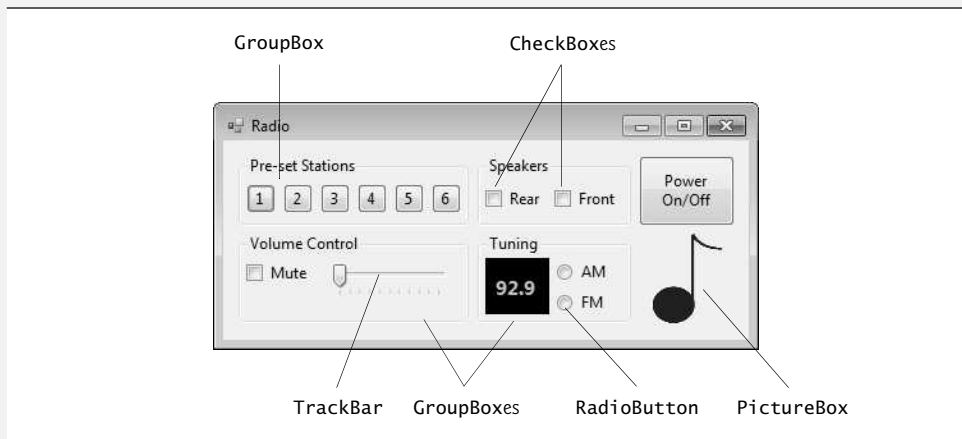 GroupBox CheckBoxes
Radio
Pre-set Stations Speakers
1 2 3 4 5 6 Rear Front Power On/Off
Volume Control Tuning
Mute 92.9 AM
FM
TrackBar GroupBoxes RadioButton PictureBox